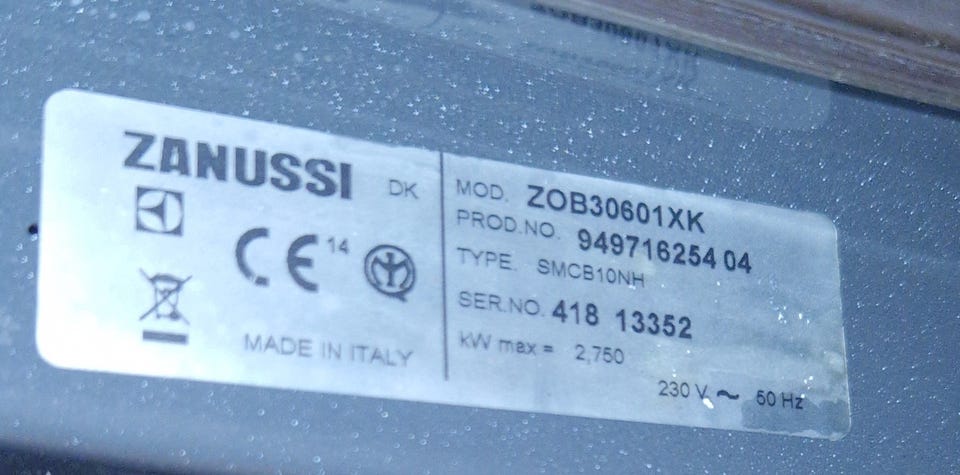 ZANUSSI DK
CE 14
MADE IN ITALY
MOD. ZOB30601XK
PROD.NO. 949716254 04
TYPE. SMCB10NH
SER.NO. 418 13352
kW max = 2,750
230 V ~ 50 Hz